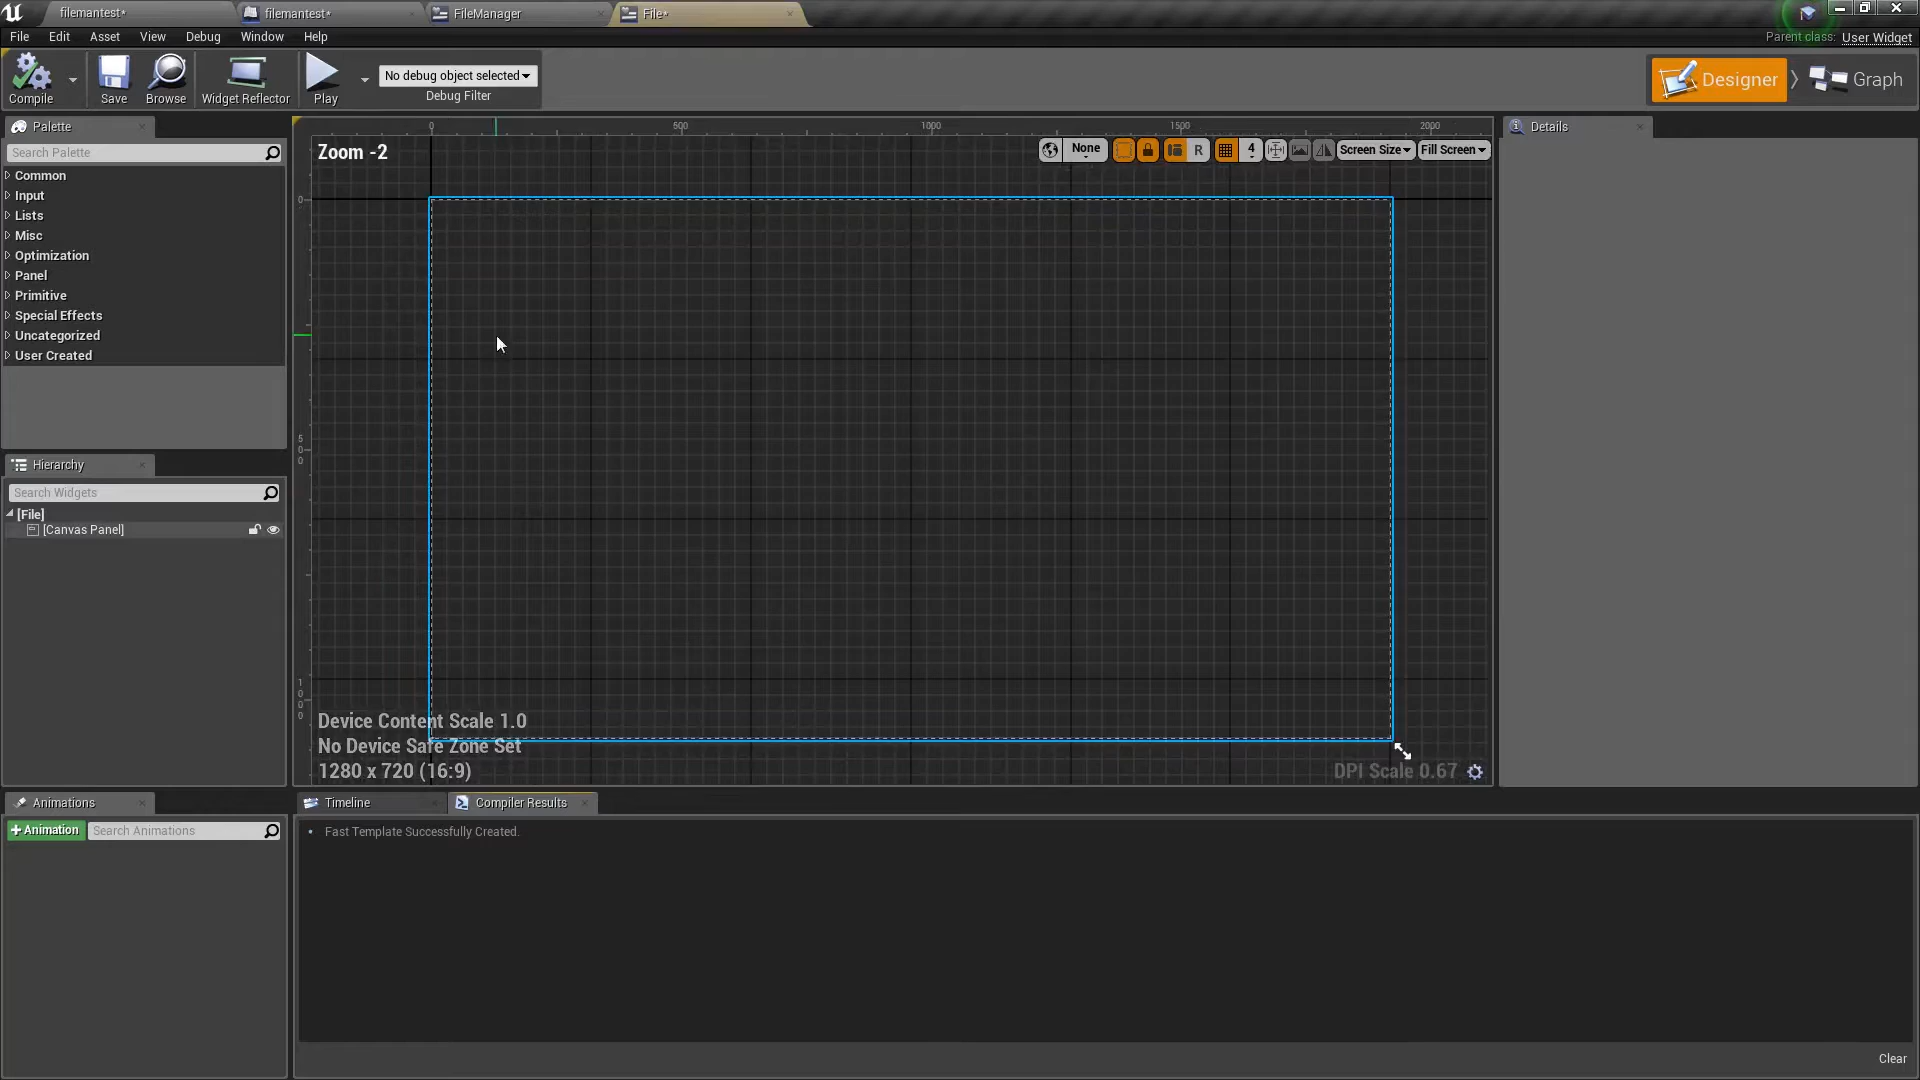 filemantest*
filemantest*
FileManager
File*
File Edit Asset View Debug Window Help
Parent class: User Widget
Compile
Save
Browse
Widget Reflector
Play
No debug object selected
Debug Filter
Designer
Graph
Palette
Search Palette
Common
Input
Lists
Misc
Optimization
Panel
Primitive
Special Effects
Uncategorized
User Created
Hierarchy
Search Widgets
[File]
[Canvas Panel]
Animations
+Animation
Search Animations
0 500 1000 1500 2000
Zoom -2
None
R
4
Screen Size
Fill Screen
0
500
1000
Device Content Scale 1.0
No Device Safe Zone Set
1280 x 720 (16:9)
DPI Scale 0.67
Details
Timeline
Compiler Results
• Fast Template Successfully Created.
Clear